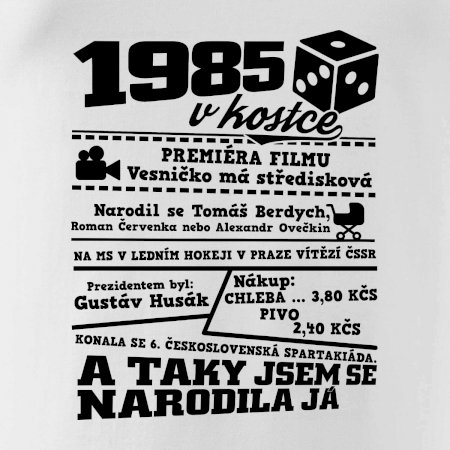 1985
v kostce
PREMIÉRA FILMU
Vesničko má středisková
Narodil se Tomáš Berdych,
Roman Červenka nebo Alexandr Ovečkin
NA MS V LEDNÍM HOKEJI V PRAZE VÍTĚZÍ ČSSR
Prezidentem byl:
Gustáv Husák
Nákup:
CHLEBA ... 3,80 KČS
PIVO
2,40 KČS
KONALA SE 6. ČESKOSLOVENSKÁ SPARTAKIÁDA.
A TAKY JSEM SE
NARODILA JÁ